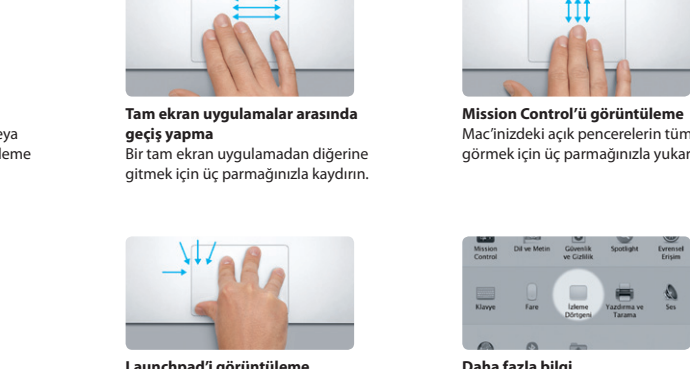 Tam ekran uygulamalar arasında
geçiş yapma
Bir tam ekran uygulamadan diğerine
gitmek için üç parmağınızla kaydırın.
Mission Control'ü görüntüleme
Mac'inizdeki açık pencerelerin tüm
görmek için üç parmağınızla yukar
Launchpad'i görüntüleme
Mission
Control
Dil ve Metin
Güvenlik
ve Gizlilik
Spotlight
Evrensel
Erişim
Klavye
Fare
İzleme
Dörtgeni
Yazdırma ve
Tarama
Ses
Daha fazla bilgi